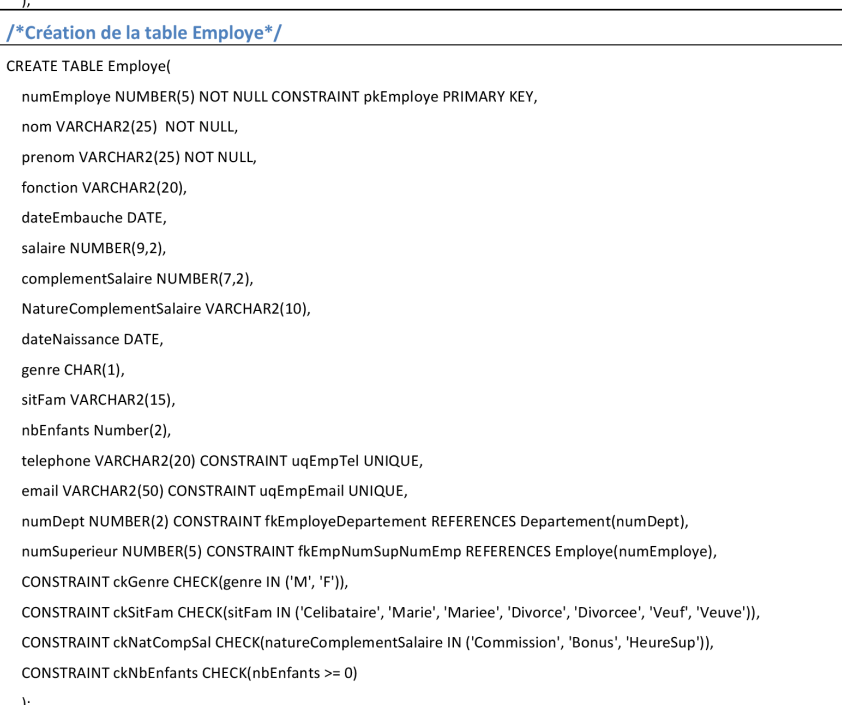 );
/*Création de la table Employe*/
CREATE TABLE Employe(
numEmploye NUMBER(5) NOT NULL CONSTRAINT pkEmploye PRIMARY KEY,
nom VARCHAR2(25)  NOT NULL,
prenom VARCHAR2(25) NOT NULL,
fonction VARCHAR2(20),
dateEmbauche DATE,
salaire NUMBER(9,2),
complementSalaire NUMBER(7,2),
NatureComplementSalaire VARCHAR2(10),
dateNaissance DATE,
genre CHAR(1),
sitFam VARCHAR2(15),
nbEnfants Number(2),
telephone VARCHAR2(20) CONSTRAINT uqEmpTel UNIQUE,
email VARCHAR2(50) CONSTRAINT uqEmpEmail UNIQUE,
numDept NUMBER(2) CONSTRAINT fkEmployeDepartement REFERENCES Departement(numDept),
numSuperieur NUMBER(5) CONSTRAINT fkEmpNumSupNumEmp REFERENCES Employe(numEmploye),
CONSTRAINT ckGenre CHECK(genre IN ('M', 'F')),
CONSTRAINT ckSitFam CHECK(sitFam IN ('Celibataire', 'Marie', 'Mariee', 'Divorce', 'Divorcee', 'Veuf', 'Veuve')),
CONSTRAINT ckNatCompSal CHECK(natureComplementSalaire IN ('Commission', 'Bonus', 'HeureSup')),
CONSTRAINT ckNbEnfants CHECK(nbEnfants >= 0)
);